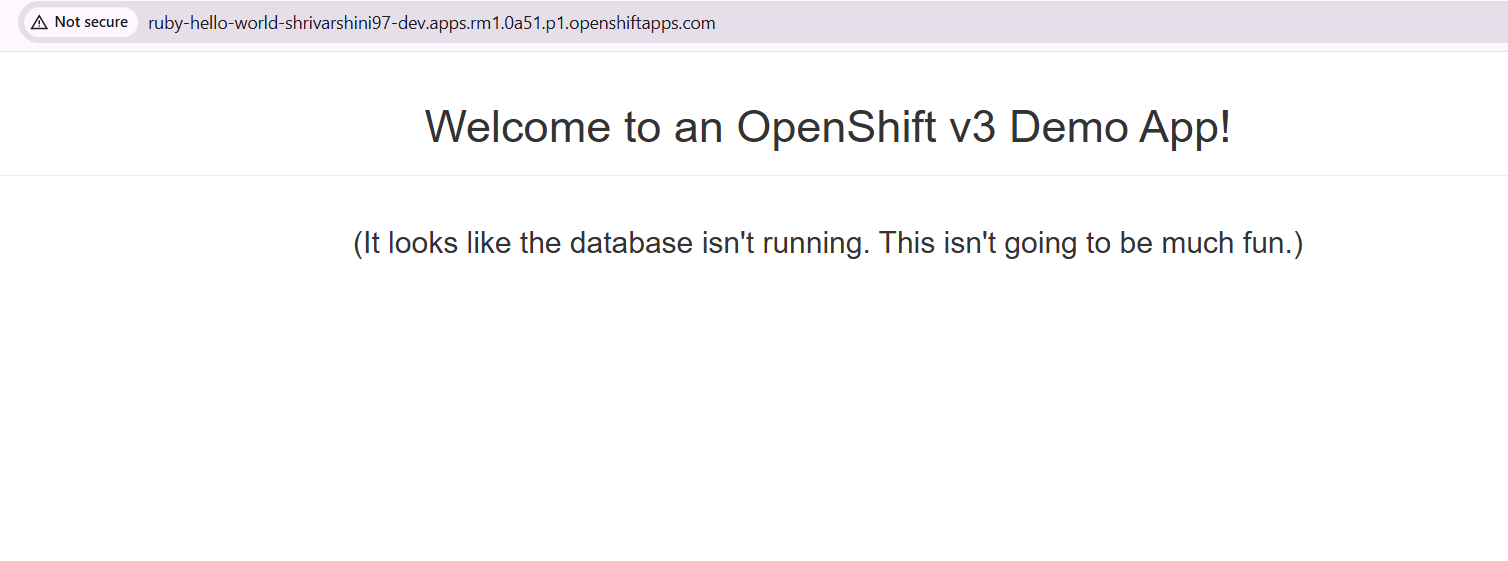 Not secure
ruby-hello-world-shrivarshini97-dev.apps.rm1.0a51.p1.openshiftapps.com
Welcome to an OpenShift v3 Demo App!
(It looks like the database isn't running. This isn't going to be much fun.)